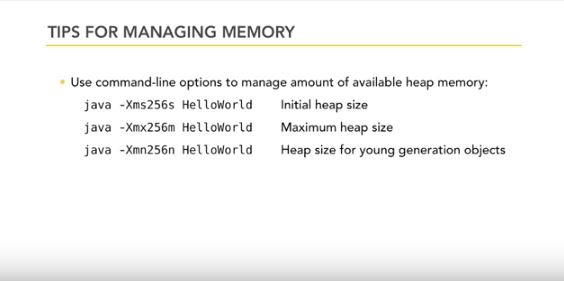 TIPS FOR MANAGING MEMORY
• Use command-line options to manage amount of available heap memory:
java -Xms256s HelloWorld Initial heap size
java -Xmx256m HelloWorld Maximum heap size
java -Xmn256n HelloWorld Heap size for young generation objects